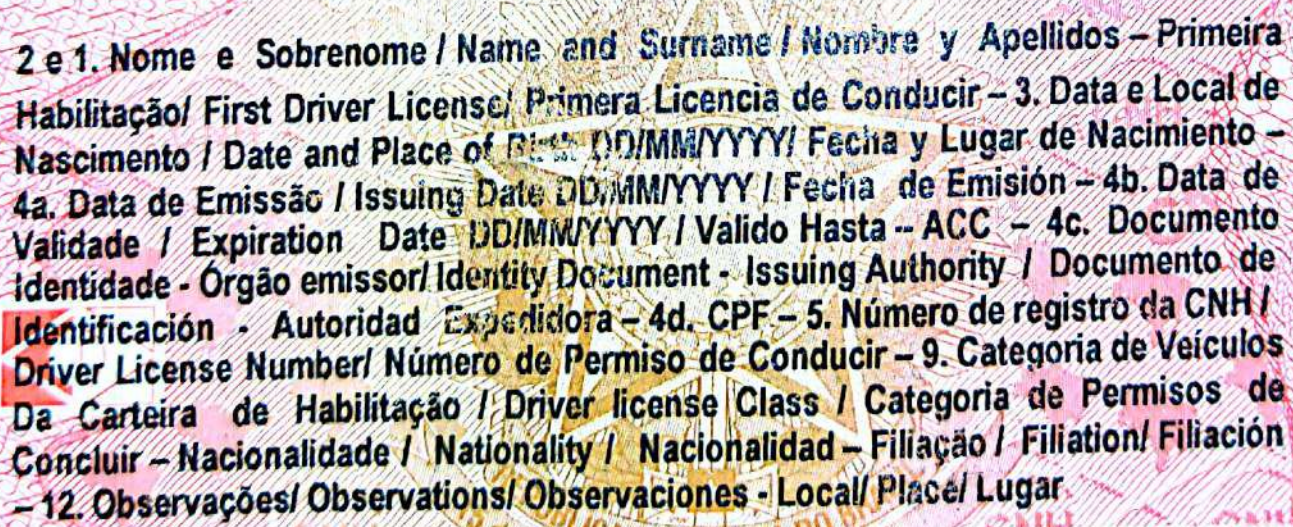 2 e 1. Nome e Sobrenome / Name and Surname / Nombre y Apellidos – Primeira
Habilitação/ First Driver License/ Primera Licencia de Conducir – 3. Data e Local de
Nascimento / Date and Place of Birth DD/MM/YYYY/ Fecha y Lugar de Nacimiento –
4a. Data de Emissão / Issuing Date DD/MM/YYYY / Fecha de Emisión – 4b. Data de
Validade / Expiration Date DD/MM/YYYY / Valido Hasta -- ACC – 4c. Documento
Identidade - Órgão emissor/ Identity Document - Issuing Authority / Documento de
Identificación - Autoridad Expedidora – 4d. CPF – 5. Número de registro da CNH /
Driver License Number/ Número de Permiso de Conducir – 9. Categoria de Veículos
Da Carteira de Habilitação / Driver license Class / Categoria de Permisos de
Concluir – Nacionalidade / Nationality / Nacionalidad – Filiação / Filiation/ Filiación
– 12. Observações/ Observations/ Observaciones - Local/ Place/ Lugar